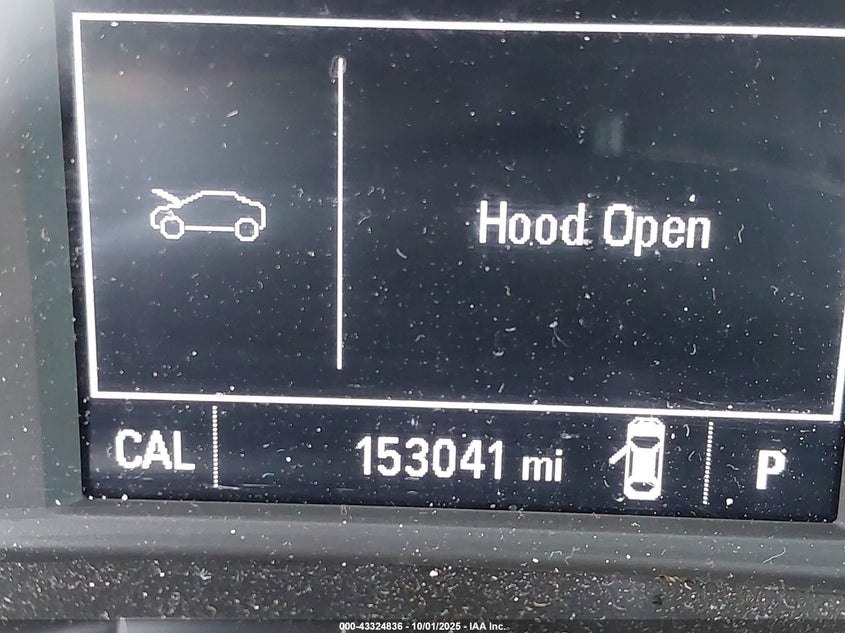 Hood Open
CAL 153041 mi P
000-43324836 - 10/01/2025 - IAA Inc.